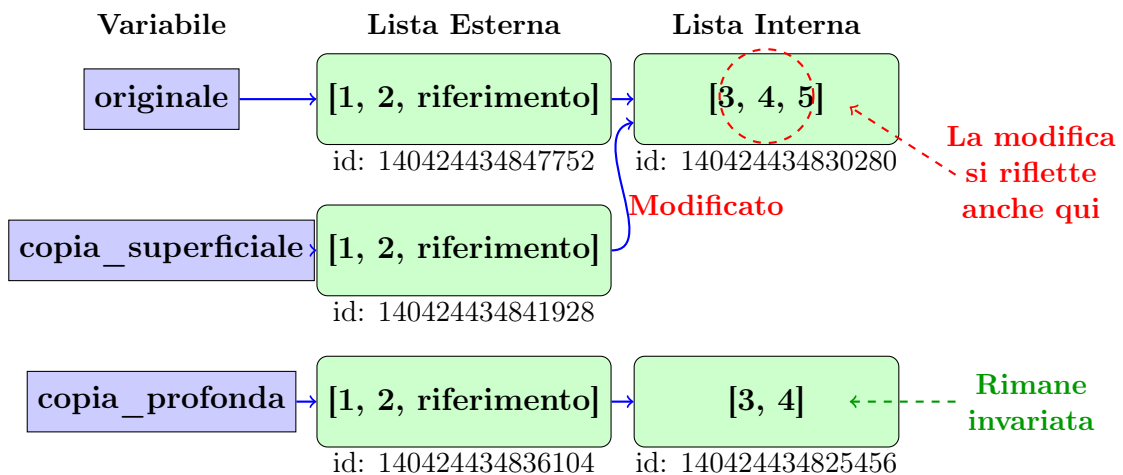 Variabile
Lista Esterna
Lista Interna
originale
[1, 2, riferimento]
[3, 4, 5]
id: 140424434847752
id: 140424434830280
La modifica
si riflette
anche qui
Modificato
copia_superficiale
[1, 2, riferimento]
id: 140424434841928
copia_profonda
[1, 2, riferimento]
[3, 4]
Rimane
invariata
id: 140424434836104
id: 140424434825456